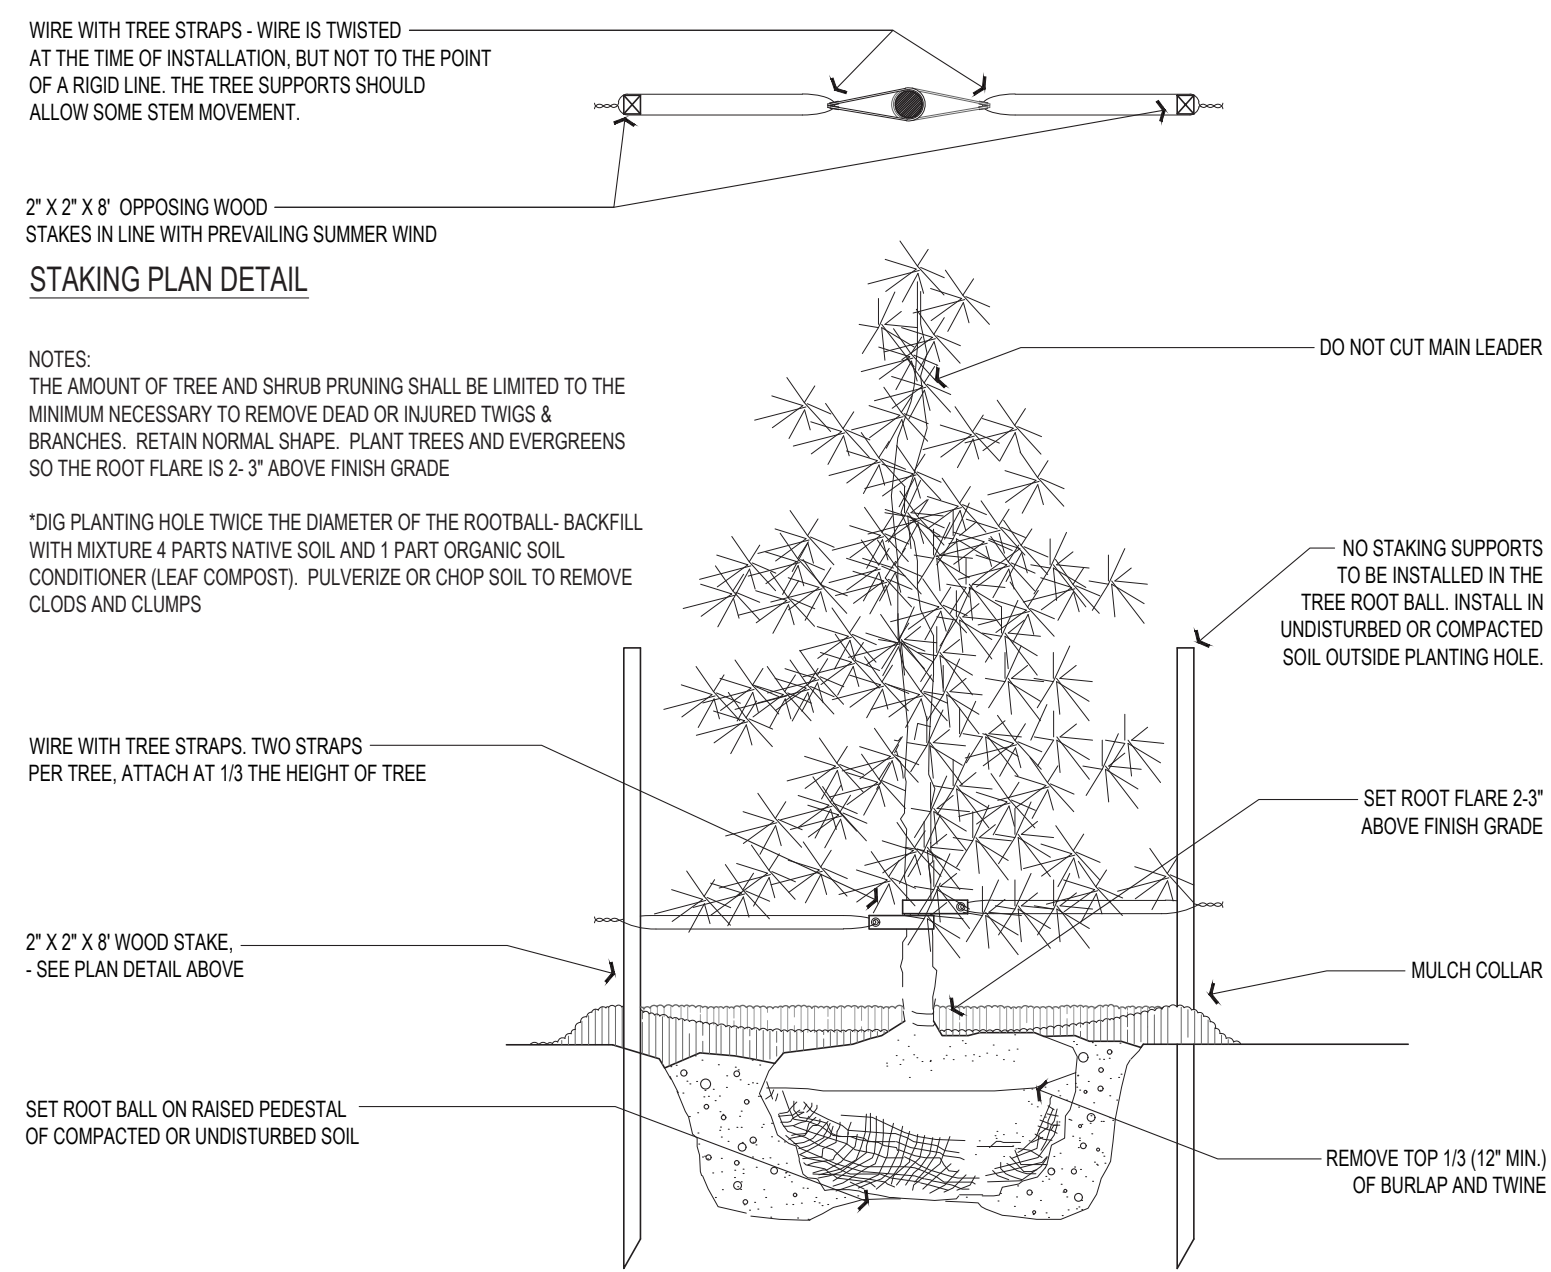 WIRE WITH TREE STRAPS - WIRE IS TWISTED
AT THE TIME OF INSTALLATION, BUT NOT TO THE POINT
OF A RIGID LINE. THE TREE SUPPORTS SHOULD
ALLOW SOME STEM MOVEMENT.
2" X 2" X 8'  OPPOSING WOOD
STAKES IN LINE WITH PREVAILING SUMMER WIND
STAKING PLAN DETAIL
NOTES:
THE AMOUNT OF TREE AND SHRUB PRUNING SHALL BE LIMITED TO THE
MINIMUM NECESSARY TO REMOVE DEAD OR INJURED TWIGS &
BRANCHES.  RETAIN NORMAL SHAPE.  PLANT TREES AND EVERGREENS
SO THE ROOT FLARE IS 2- 3" ABOVE FINISH GRADE
*DIG PLANTING HOLE TWICE THE DIAMETER OF THE ROOTBALL- BACKFILL
WITH MIXTURE 4 PARTS NATIVE SOIL AND 1 PART ORGANIC SOIL
CONDITIONER (LEAF COMPOST).  PULVERIZE OR CHOP SOIL TO REMOVE
CLODS AND CLUMPS
WIRE WITH TREE STRAPS. TWO STRAPS
PER TREE, ATTACH AT 1/3 THE HEIGHT OF TREE
2" X 2" X 8' WOOD STAKE,
- SEE PLAN DETAIL ABOVE
SET ROOT BALL ON RAISED PEDESTAL
OF COMPACTED OR UNDISTURBED SOIL
DO NOT CUT MAIN LEADER
NO STAKING SUPPORTS
TO BE INSTALLED IN THE
TREE ROOT BALL. INSTALL IN
UNDISTURBED OR COMPACTED
SOIL OUTSIDE PLANTING HOLE.
SET ROOT FLARE 2-3"
ABOVE FINISH GRADE
MULCH COLLAR
REMOVE TOP 1/3 (12" MIN.)
OF BURLAP AND TWINE